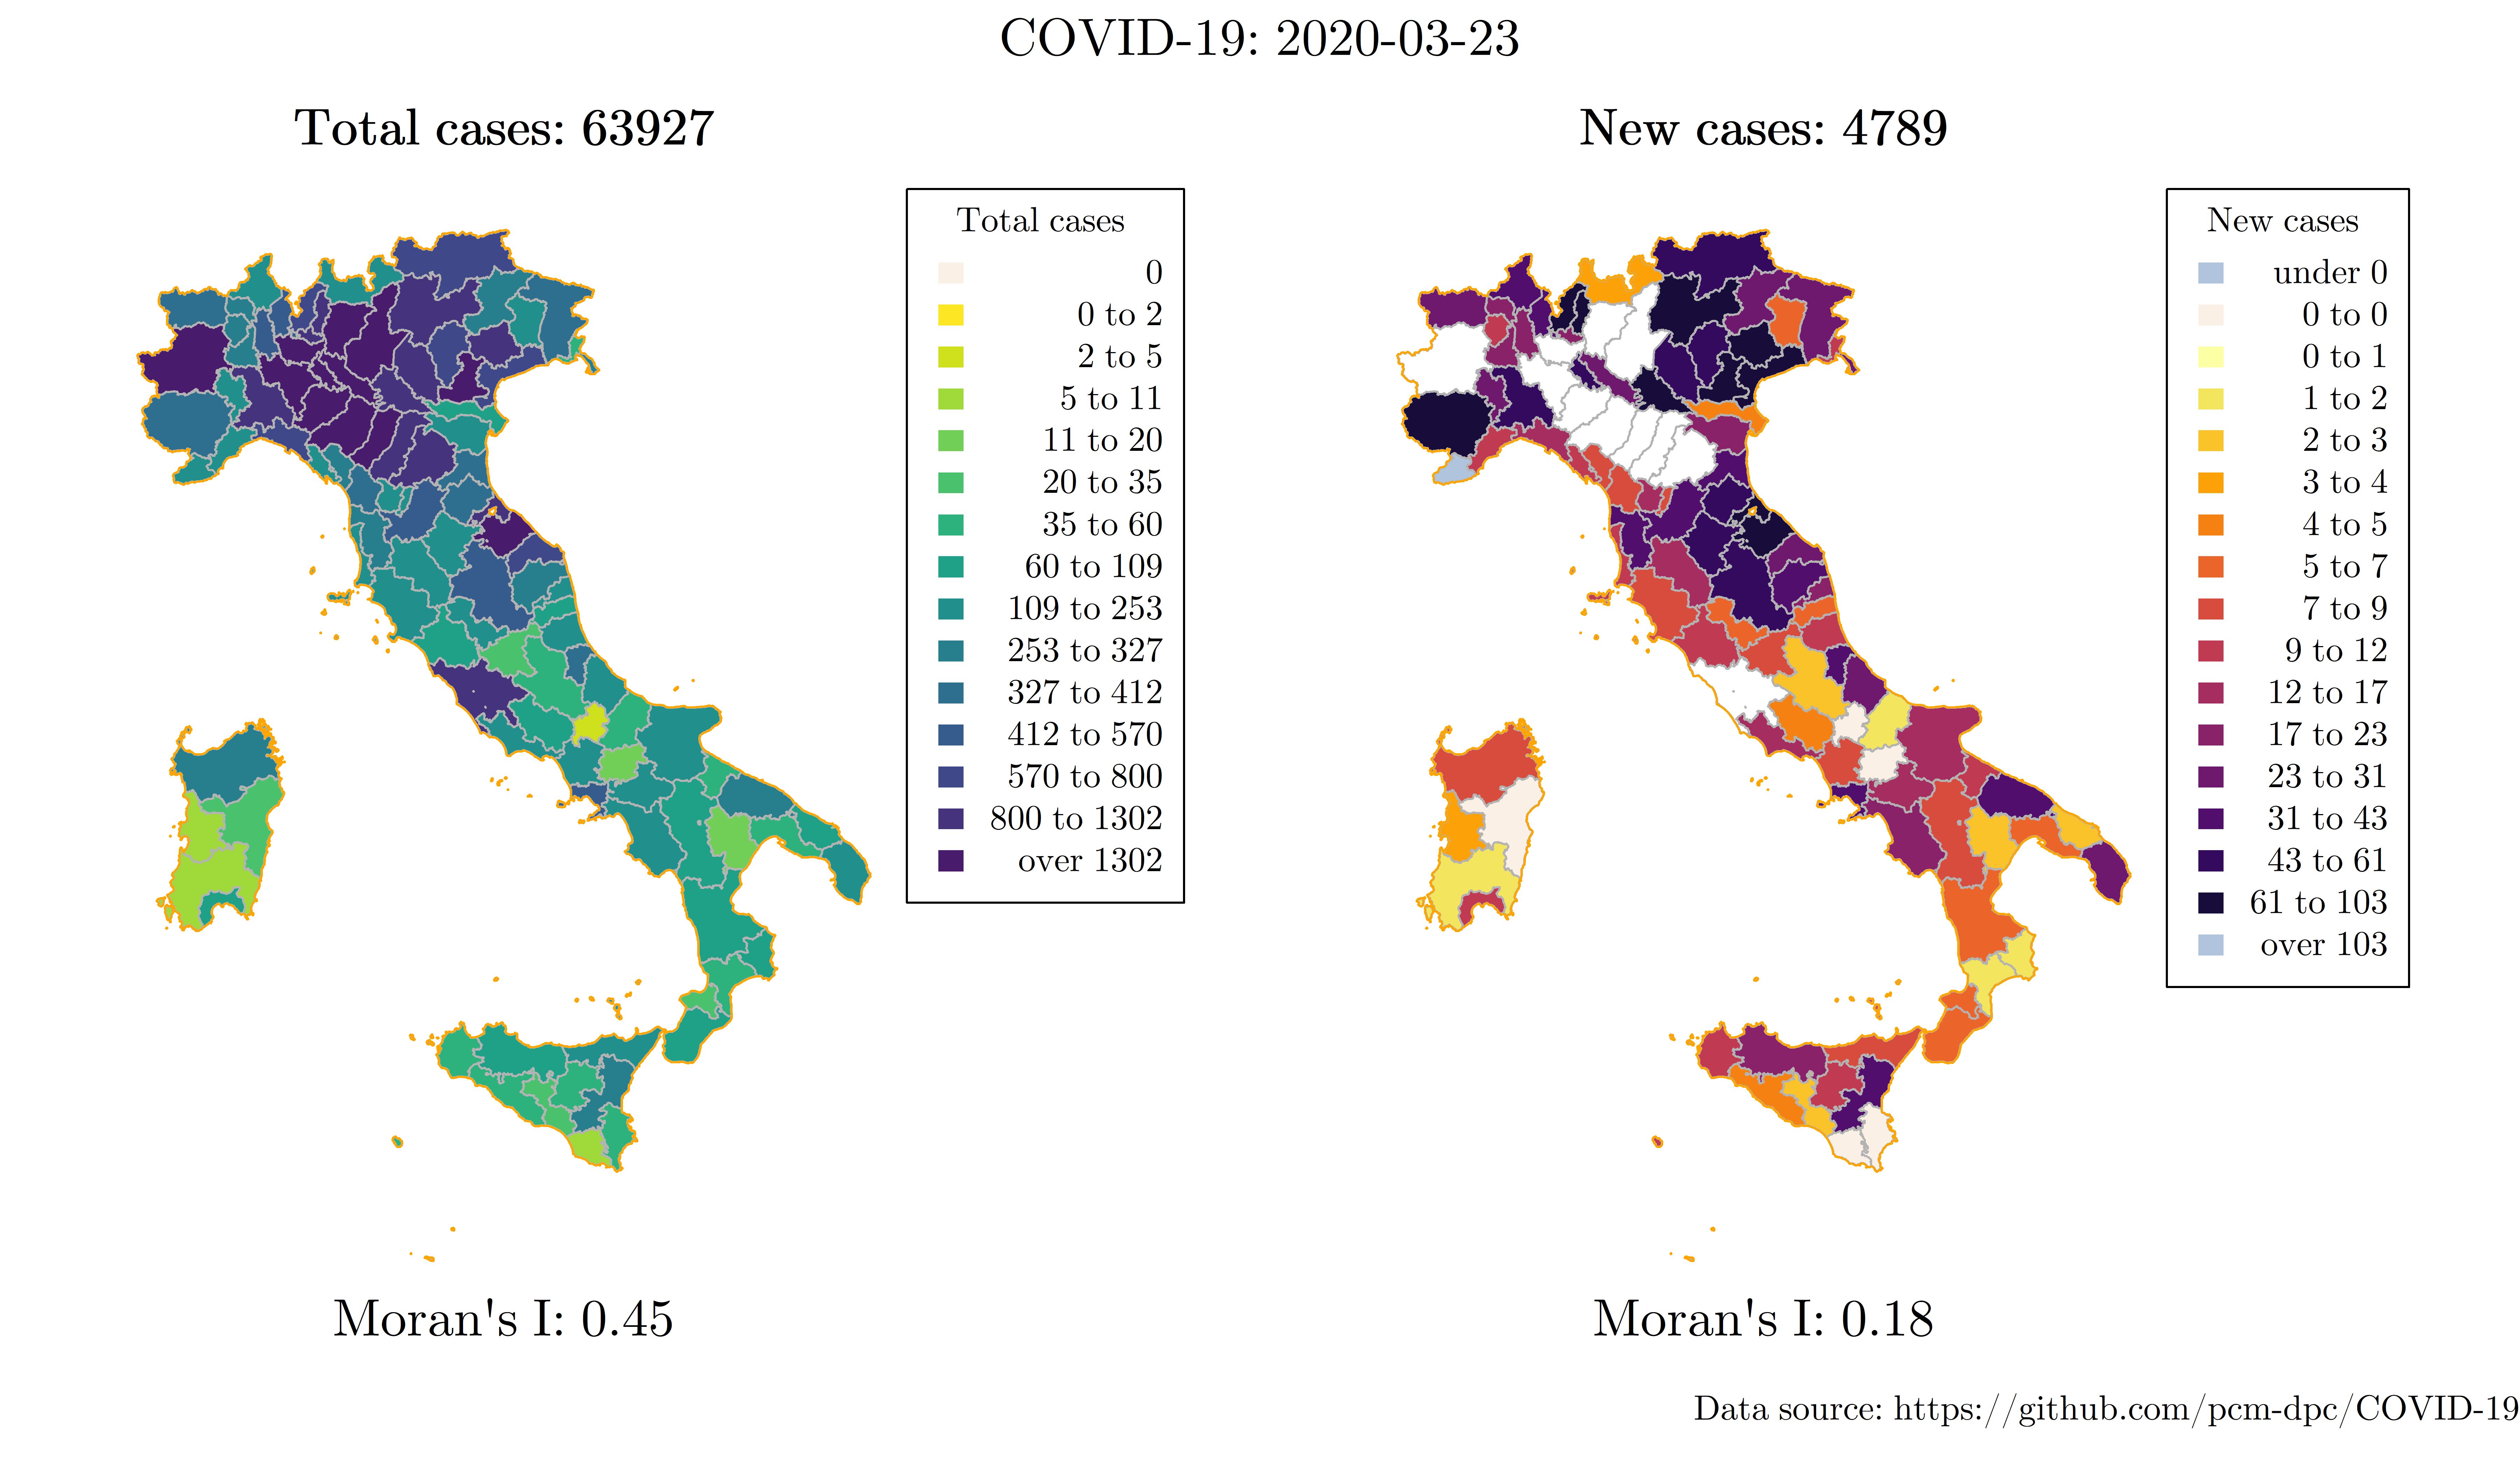 COVID-19: 2020-03-23
Total cases: 63927
Total cases
0
0 to 2
2 to 5
5 to 11
11 to 20
20 to 35
35 to 60
60 to 109
109 to 253
253 to 327
327 to 412
412 to 570
570 to 800
800 to 1302
over 1302
Moran's I: 0.45
New cases: 4789
New cases
under 0
0 to 0
0 to 1
1 to 2
2 to 3
3 to 4
4 to 5
5 to 7
7 to 9
9 to 12
12 to 17
17 to 23
23 to 31
31 to 43
43 to 61
61 to 103
over 103
Moran's I: 0.18
Data source: https://github.com/pcm-dpc/COVID-19